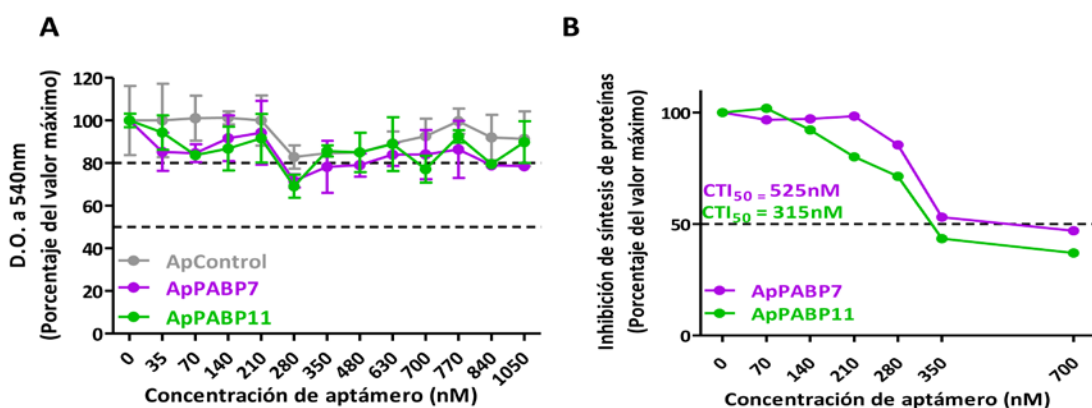 A
D.O. a 540nm
(Porcentaje del valor máximo)
120
100
80
60
40
20
0
ApControl
ApPABP7
ApPABP11
0 35 70 140 210 280 350 480 630 700 770 840 1050
Concentración de aptámero (nM)
B
Inhibición de síntesis de proteínas
(Porcentaje del valor máximo)
100
50
0
CTI50 = 525nM
CTI50 = 315nM
ApPABP7
ApPABP11
0 70 140 210 280 350 700
Concentración de aptámero (nM)